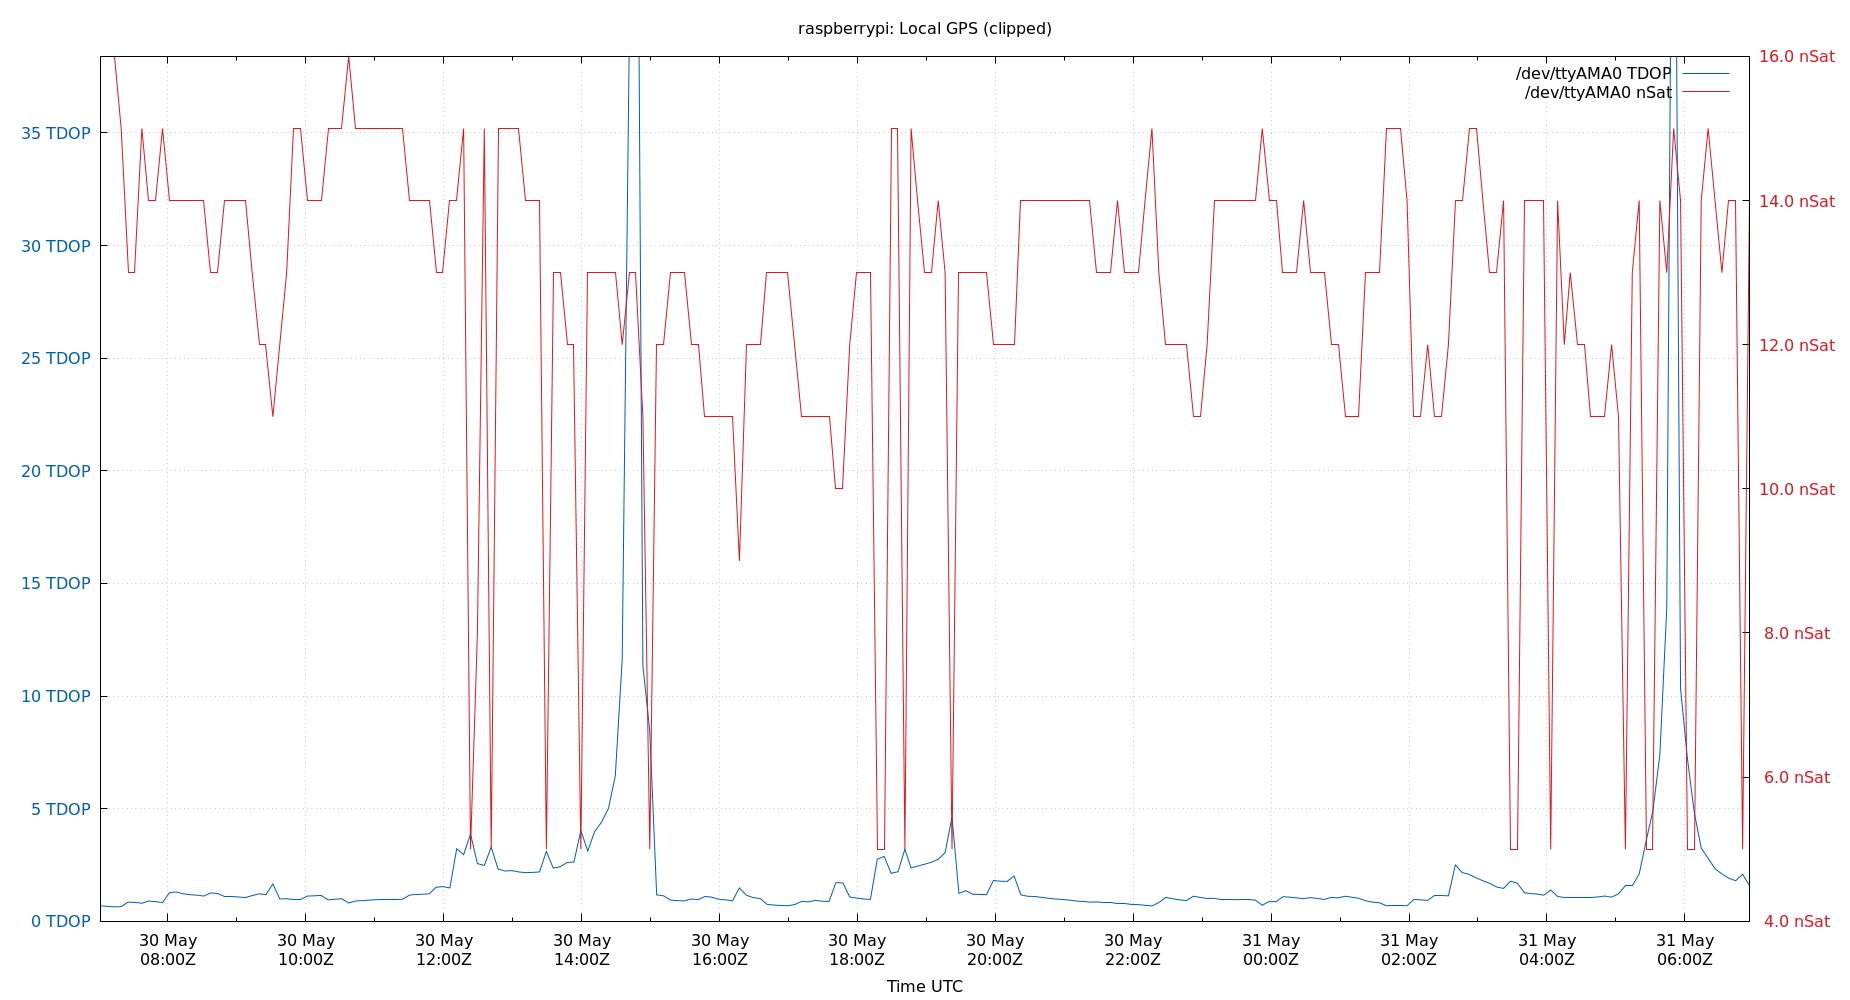 raspberrypi: Local GPS (clipped)
/dev/ttyAMA0 TDOP
/dev/ttyAMA0 nSat
35 TDOP
30 TDOP
25 TDOP
20 TDOP
15 TDOP
10 TDOP
5 TDOP
0 TDOP
16.0 nSat
14.0 nSat
12.0 nSat
10.0 nSat
8.0 nSat
6.0 nSat
4.0 nSat
30 May 30 May 30 May 30 May 30 May 30 May 30 May 30 May 31 May 31 May 31 May 31 May
08:00Z 10:00Z 12:00Z 14:00Z 16:00Z 18:00Z 20:00Z 22:00Z 00:00Z 02:00Z 04:00Z 06:00Z
Time UTC